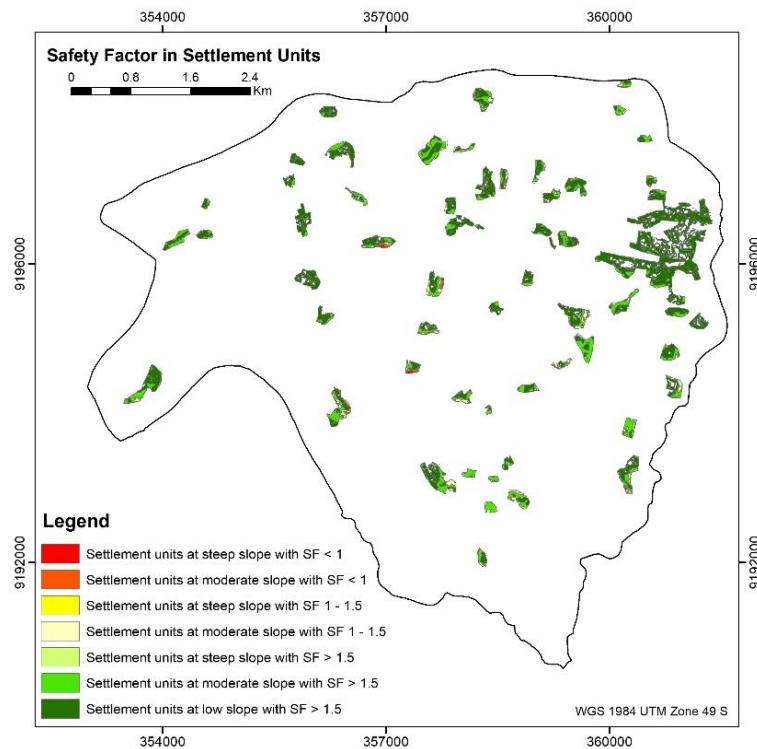 354000 357000 360000
Safety Factor in Settlement Units
0 0.8 1.6 2.4
Km
9196000 9196000
Legend
Settlement units at steep slope with SF < 1
Settlement units at moderate slope with SF < 1
9192000 9192000
Settlement units at steep slope with SF 1 - 1.5
Settlement units at moderate slope with SF 1 - 1.5
Settlement units at steep slope with SF > 1.5
Settlement units at moderate slope with SF > 1.5
Settlement units at low slope with SF > 1.5
WGS 1984 UTM Zone 49 S
354000 357000 360000